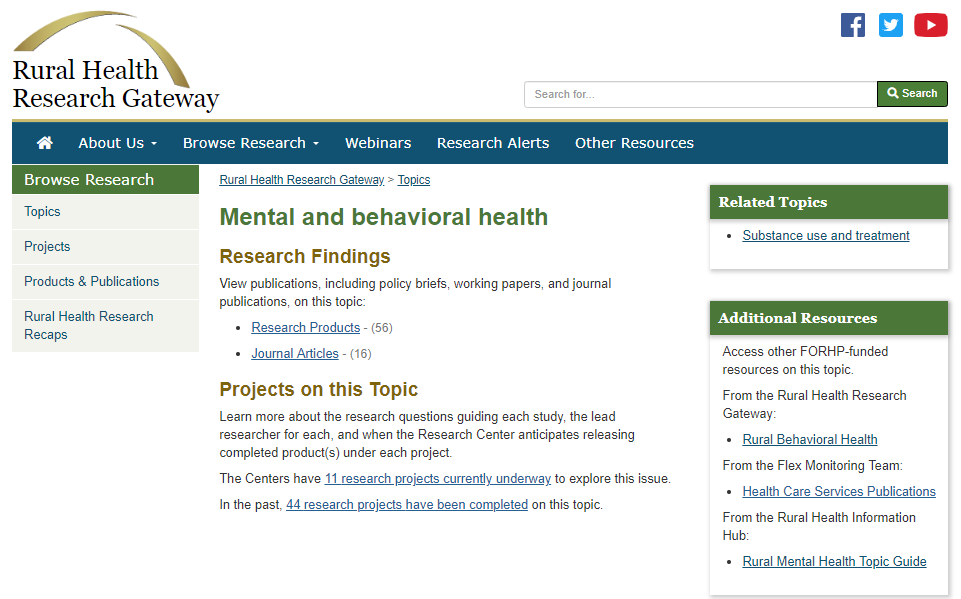 Rural Health
Research Gateway
Search for...
Search
About Us
Browse Research
Webinars
Research Alerts
Other Resources
Browse Research
Topics
Projects
Products & Publications
Rural Health Research
Recaps
Rural Health Research Gateway > Topics
Mental and behavioral health
Research Findings
View publications, including policy briefs, working papers, and journal
publications, on this topic:
• Research Products - (56)
• Journal Articles - (16)
Projects on this Topic
Learn more about the research questions guiding each study, the lead
researcher for each, and when the Research Center anticipates releasing
completed product(s) under each project.
The Centers have 11 research projects currently underway to explore this issue.
In the past, 44 research projects have been completed on this topic.
Related Topics
• Substance use and treatment
Additional Resources
Access other FORHP-funded
resources on this topic.
From the Rural Health Research
Gateway:
• Rural Behavioral Health
From the Flex Monitoring Team:
• Health Care Services Publications
From the Rural Health Information
Hub:
• Rural Mental Health Topic Guide